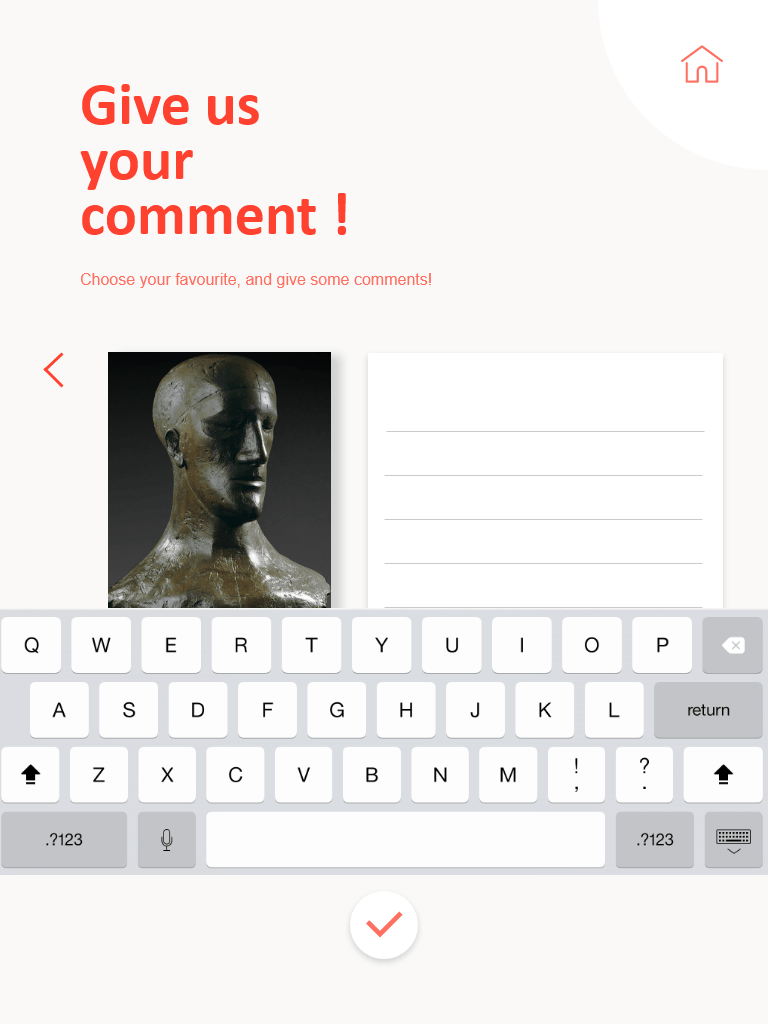 Give us
your
comment !
Choose your favourite, and give some comments!
Q W E R T Y U I O P
A S D F G H J K L return
Z X C V B N M ! , ? .
.?123 .?123